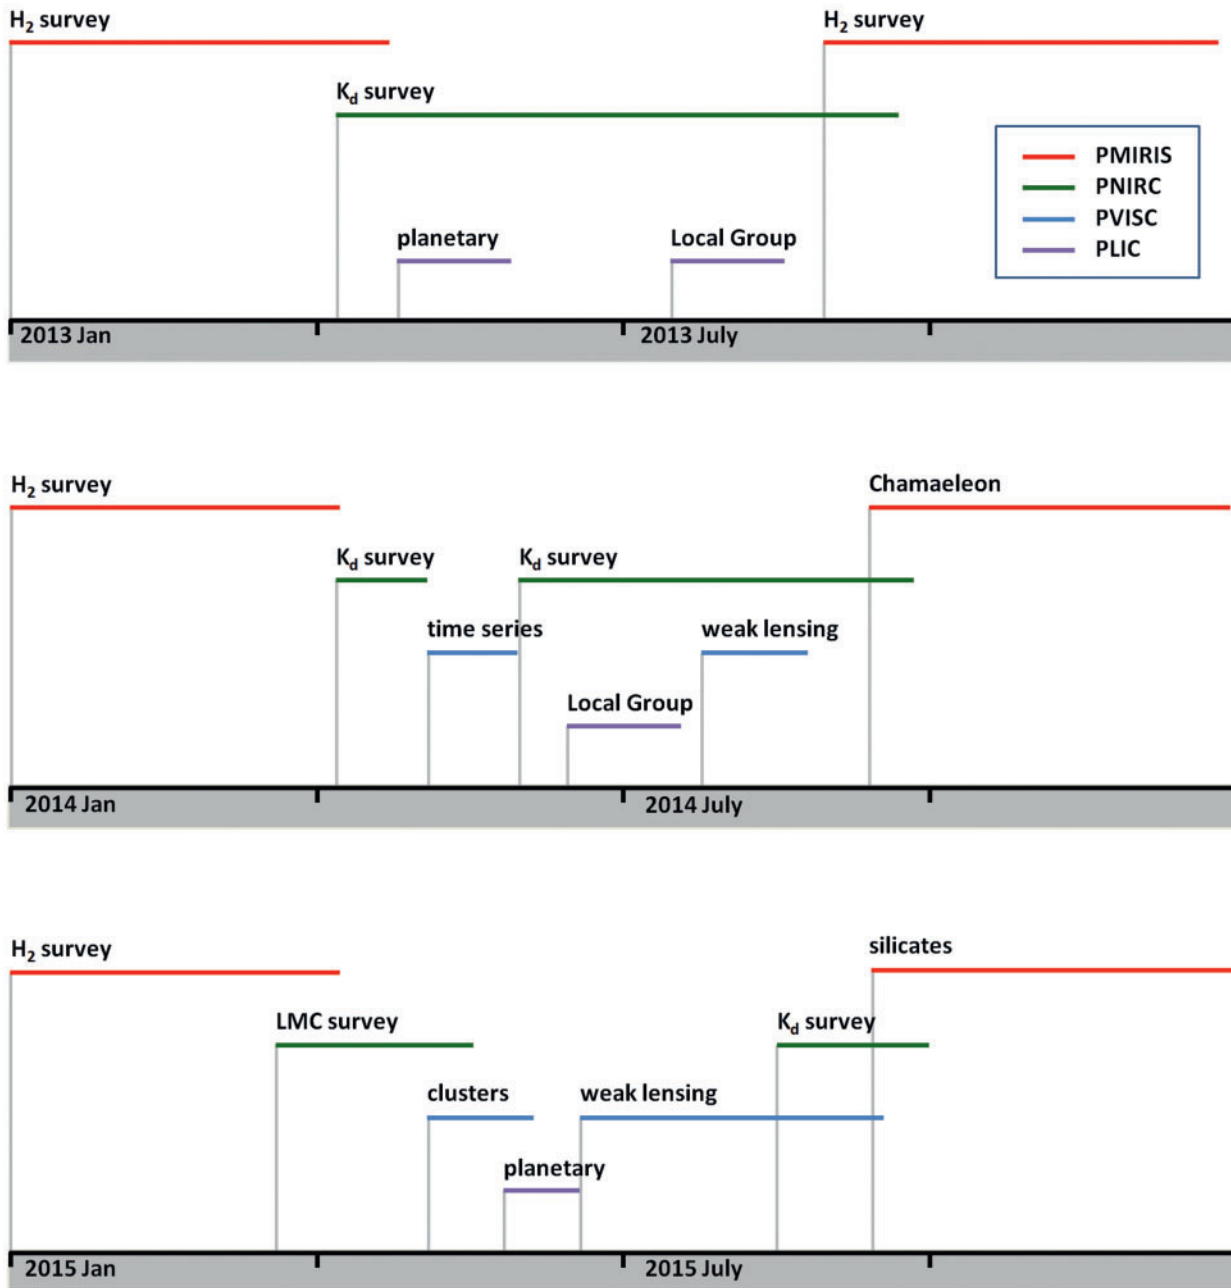 H₂ survey
H₂ survey
K_d survey
PMIRIS
PNIRC
PVISC
PLIC
planetary
Local Group
2013 Jan
2013 July
H₂ survey
Chamaeleon
K_d survey
K_d survey
time series
weak lensing
Local Group
2014 Jan
2014 July
H₂ survey
silicates
LMC survey
K_d survey
clusters
weak lensing
planetary
2015 Jan
2015 July